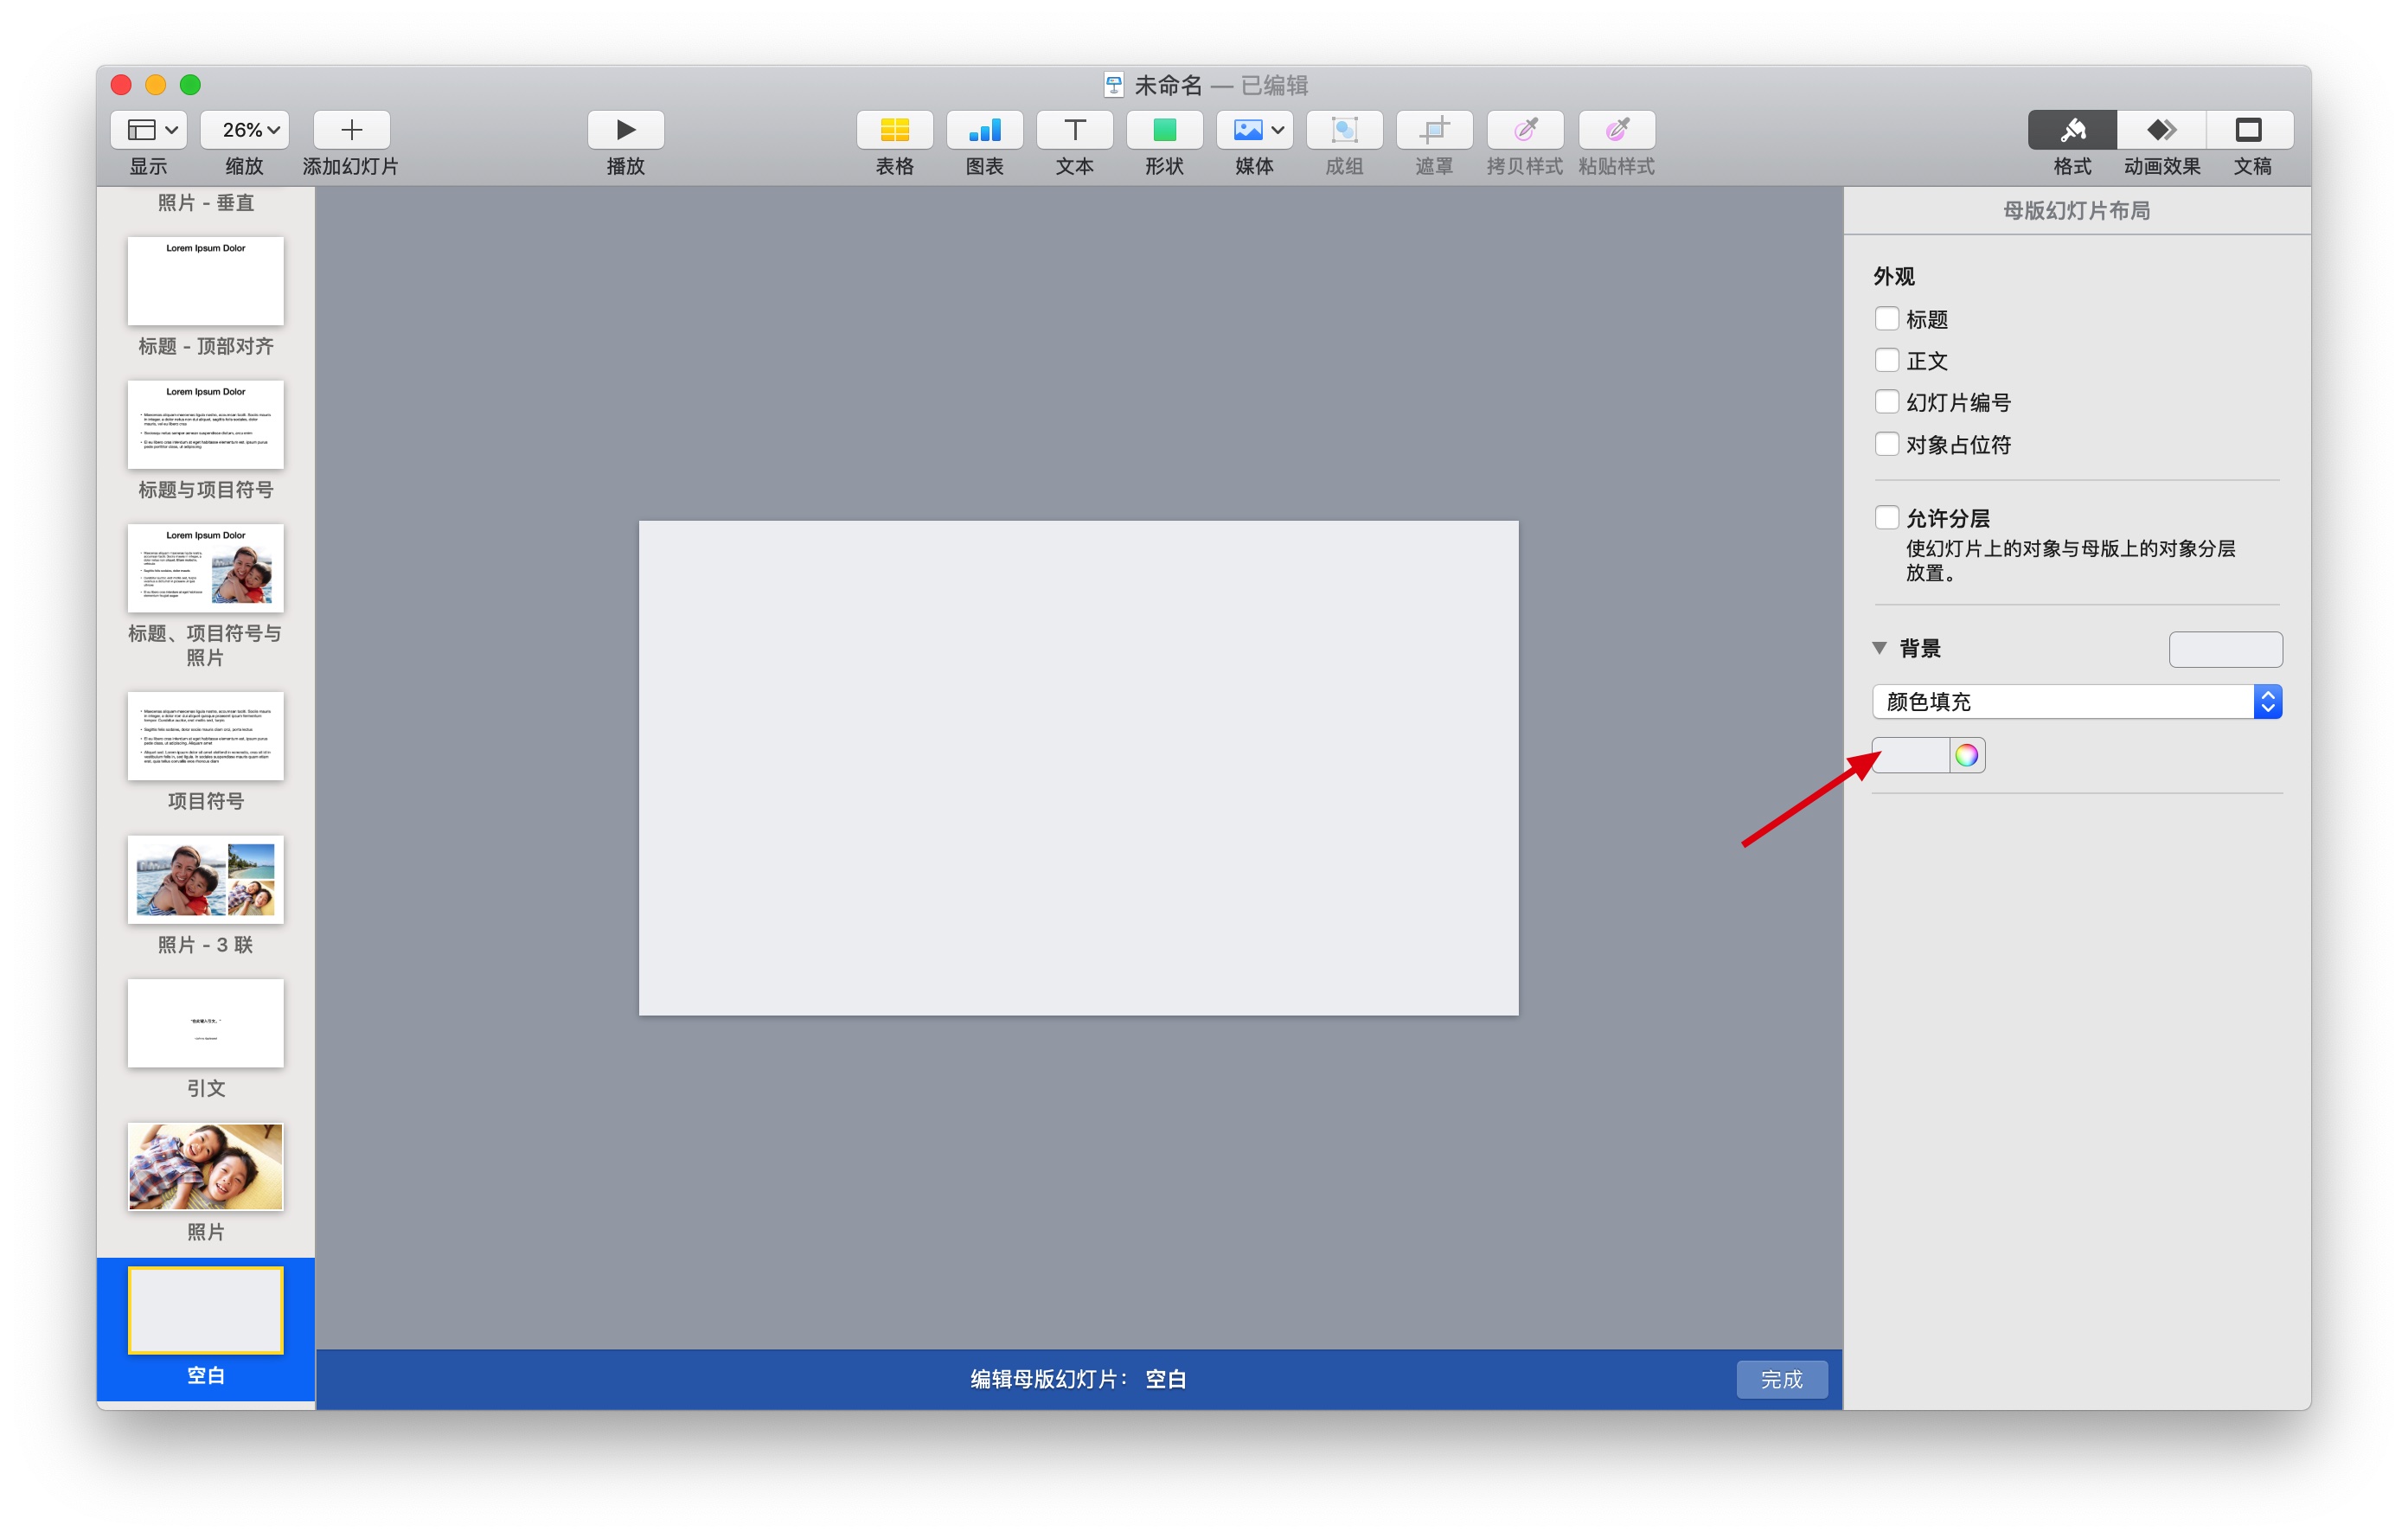 未命名 — 已编辑
26%
显示
缩放
添加幻灯片
播放
表格
图表
文本
形状
媒体
成组
遮罩
拷贝样式
粘贴样式
格式
动画效果
文稿
照片 - 垂直
Lorem Ipsum Dolor
标题 - 顶部对齐
Lorem Ipsum Dolor
标题与项目符号
Lorem Ipsum Dolor
标题、项目符号与
照片
项目符号
照片 - 3 联
引文
照片
空白
编辑母版幻灯片： 空白
完成
母版幻灯片布局
外观
标题
正文
幻灯片编号
对象占位符
允许分层
使幻灯片上的对象与母版上的对象分层
放置。
背景
颜色填充